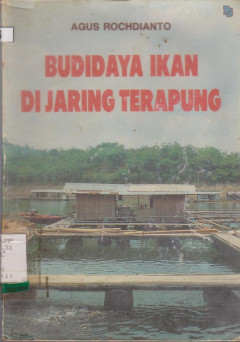 AGUS ROCHDIANTO
BUDIDAYA IKAN
DI JARING TERAPUNG